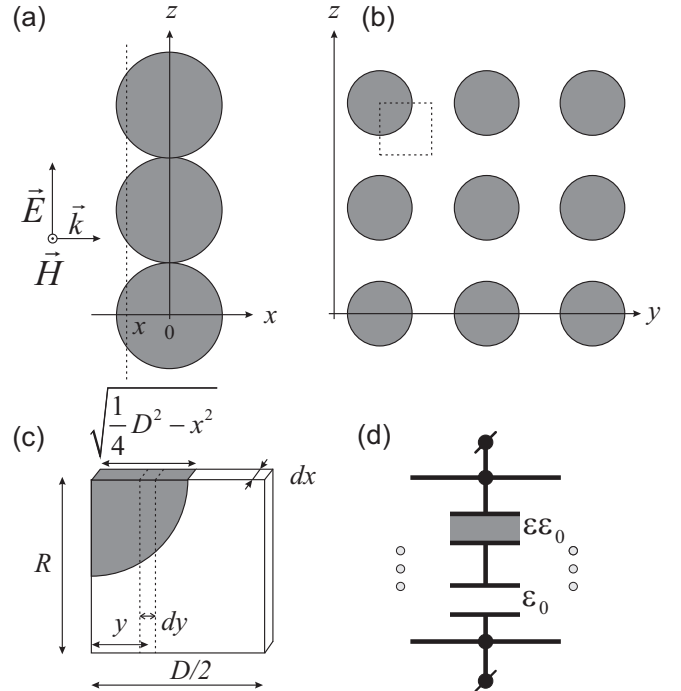 (a)
z
E⃗
k⃗
H⃗
x
0
x
(b)
z
y
(c)
√(1/4 D² − x²)
dx
R
y
dy
D/2
(d)
εε₀
ε₀